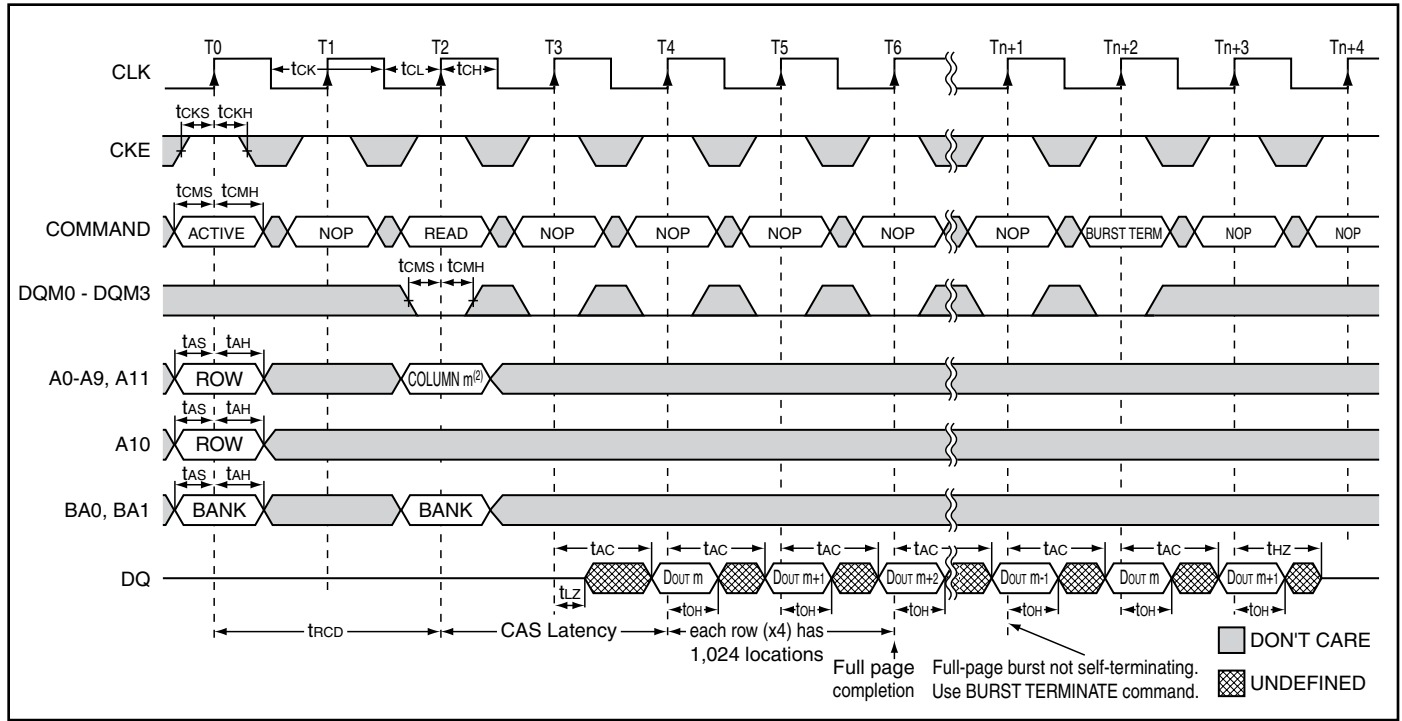 T0 T1 T2 T3 T4 T5 T6 Tn+1 Tn+2 Tn+3 Tn+4
CLK tCK tCL tCH
tCKS tCKH
CKE
tCMS tCMH
COMMAND ACTIVE NOP READ NOP NOP NOP NOP NOP BURST TERM NOP NOP
tCMS tCMH
DQM0 - DQM3
tAS tAH
A0-A9, A11 ROW COLUMN m(2)
tAS tAH
A10 ROW
tAS tAH
BA0, BA1 BANK BANK
tAC tAC tAC tAC tAC tAC tHZ
DQ DOUT m DOUT m+1 DOUT m+2 DOUT m-1 DOUT m DOUT m+1
tLZ tOH tOH tOH tOH tOH tOH
tRCD CAS Latency each row (x4) has
1,024 locations
Full page
completion
Full-page burst not self-terminating.
Use BURST TERMINATE command.
DON'T CARE
UNDEFINED